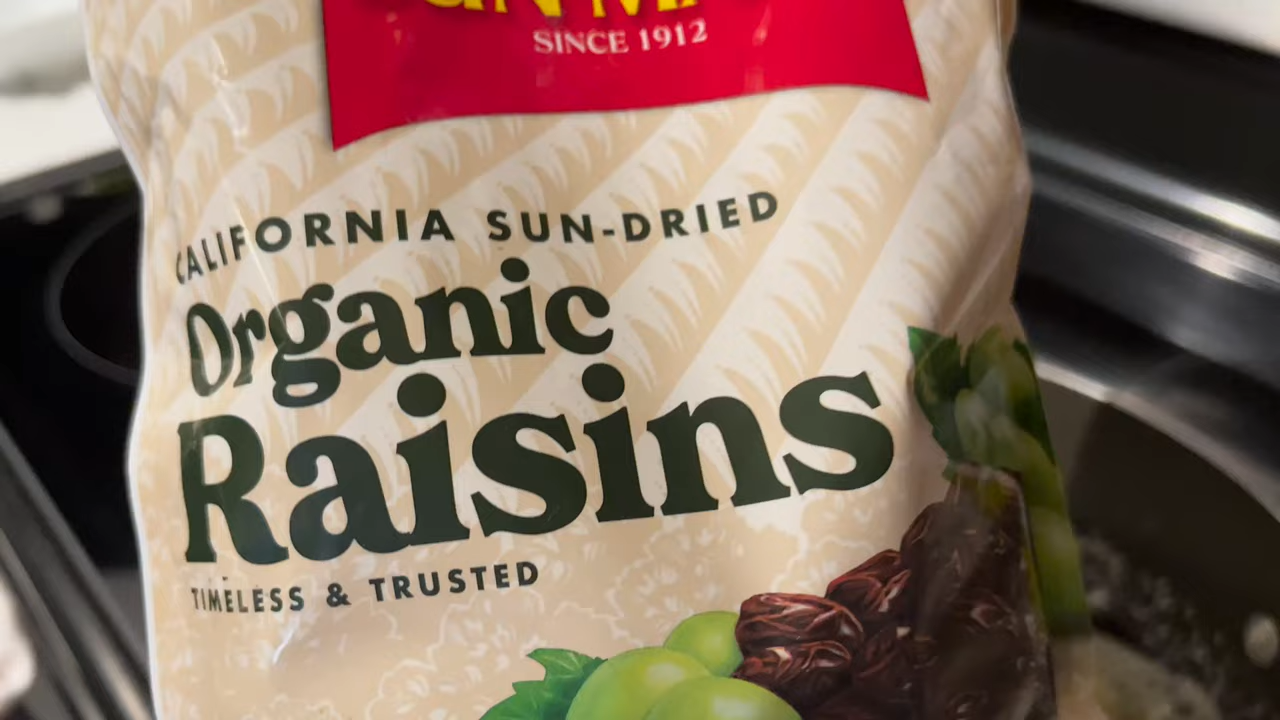 SINCE 1912
CALIFORNIA SUN-DRIED
Organic
Raisins
TIMELESS & TRUSTED